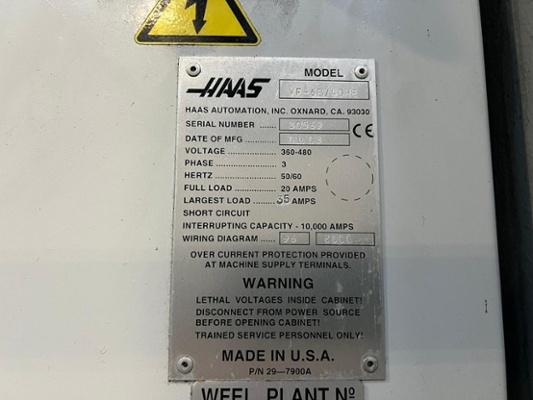 HAAS
MODEL
HAAS AUTOMATION, INC. OXNARD, CA. 93030
SERIAL NUMBER
CE
DATE OF MFG
VOLTAGE 360-480
PHASE 3
HERTZ 50/60
FULL LOAD 20 AMPS
LARGEST LOAD 35 AMPS
SHORT CIRCUIT
INTERRUPTING CAPACITY - 10,000 AMPS
WIRING DIAGRAM
OVER CURRENT PROTECTION PROVIDED
AT MACHINE SUPPLY TERMINALS.
WARNING
LETHAL VOLTAGES INSIDE CABINET!
DISCONNECT FROM POWER SOURCE
BEFORE OPENING CABINET!
TRAINED SERVICE PERSONNEL ONLY!
MADE IN U.S.A.
P/N 29-7900A
WEEL PLANT Nº